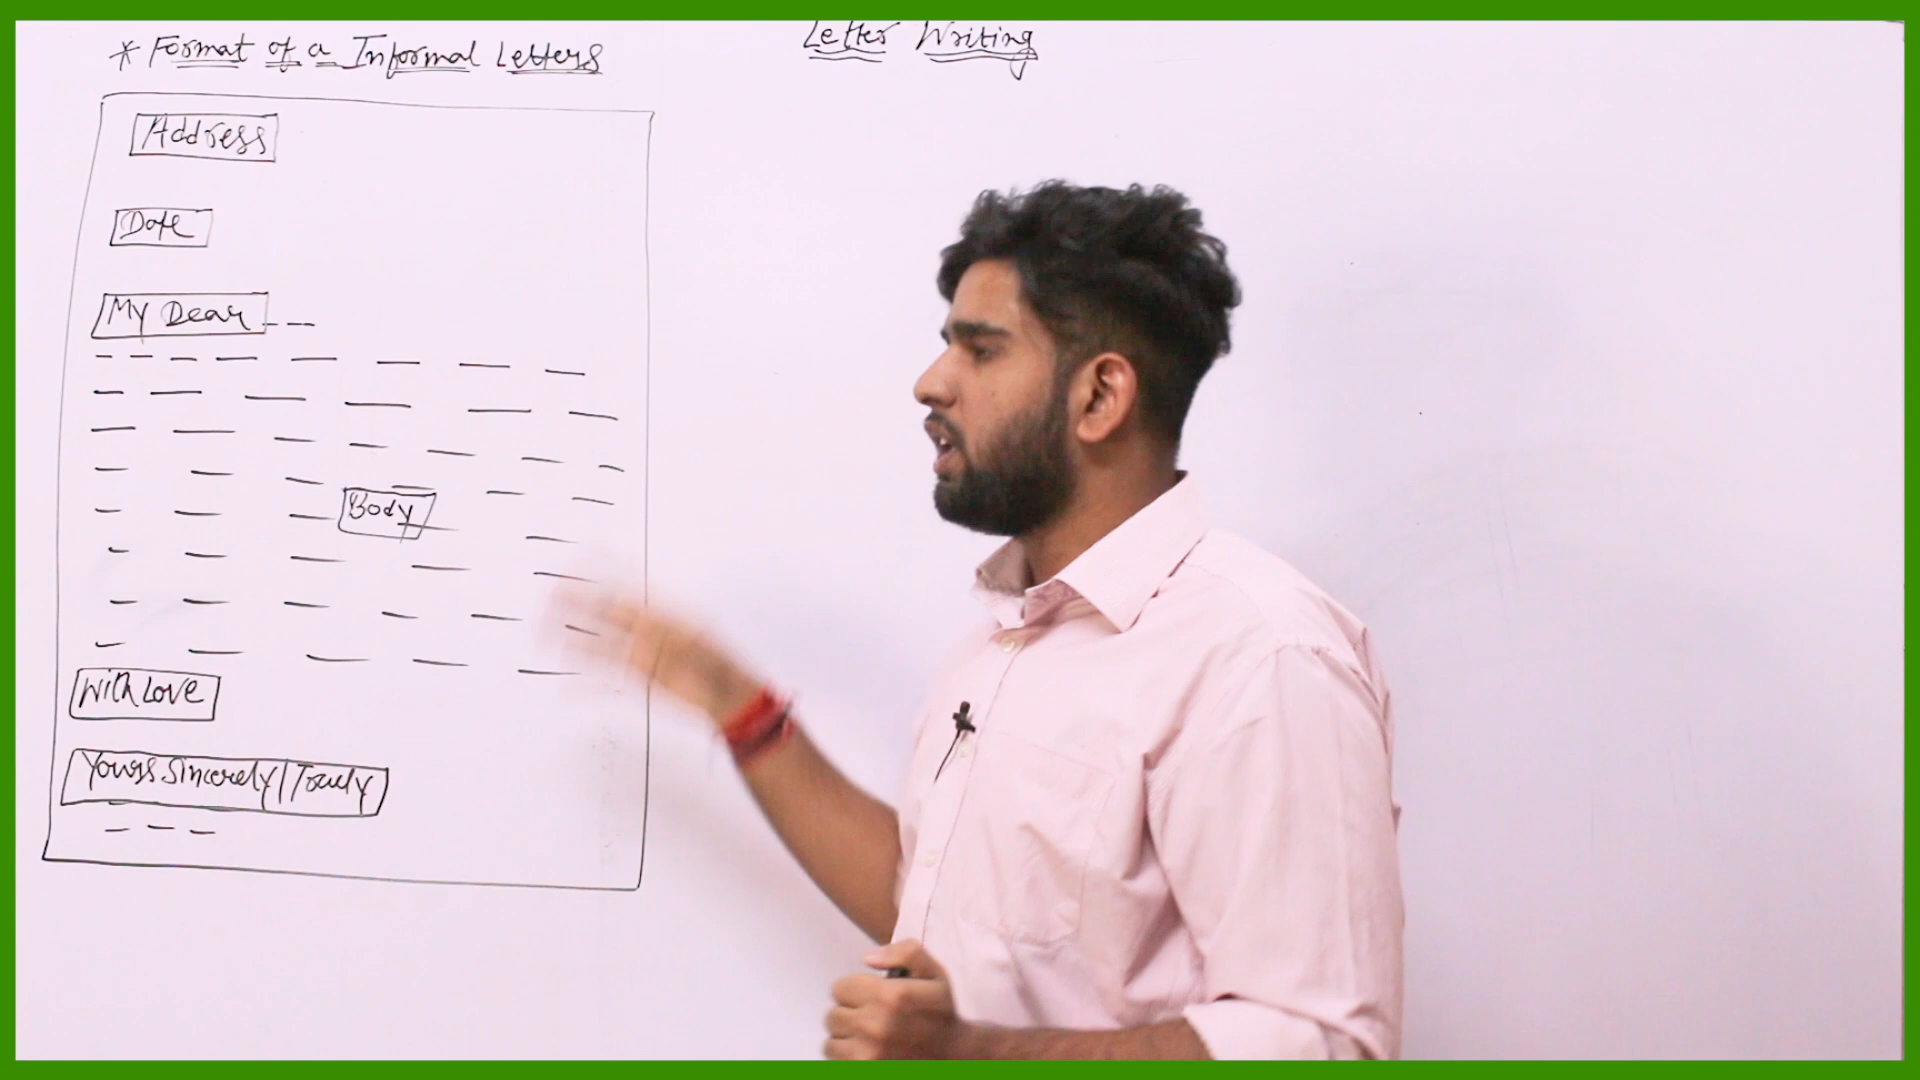 Letter Writing
* Format of a Informal Letters
Address
Date
My Dear ---
Body
With Love
Yours Sincerely/Truly
---